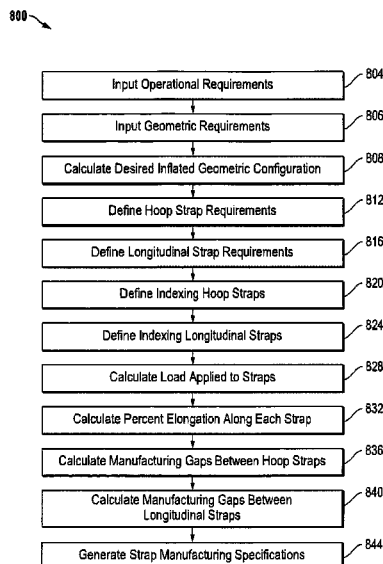 800
Input Operational Requirements
804
Input Geometric Requirements
806
Calculate Desired Inflated Geometric Configuration
808
Define Hoop Strap Requirements
812
Define Longitudinal Strap Requirements
816
Define Indexing Hoop Straps
820
Define Indexing Longitudinal Straps
824
Calculate Load Applied to Straps
828
Calculate Percent Elongation Along Each Strap
832
Calculate Manufacturing Gaps Between Hoop Straps
836
Calculate Manufacturing Gaps Between
Longitudinal Straps
840
Generate Strap Manufacturing Specifications
844